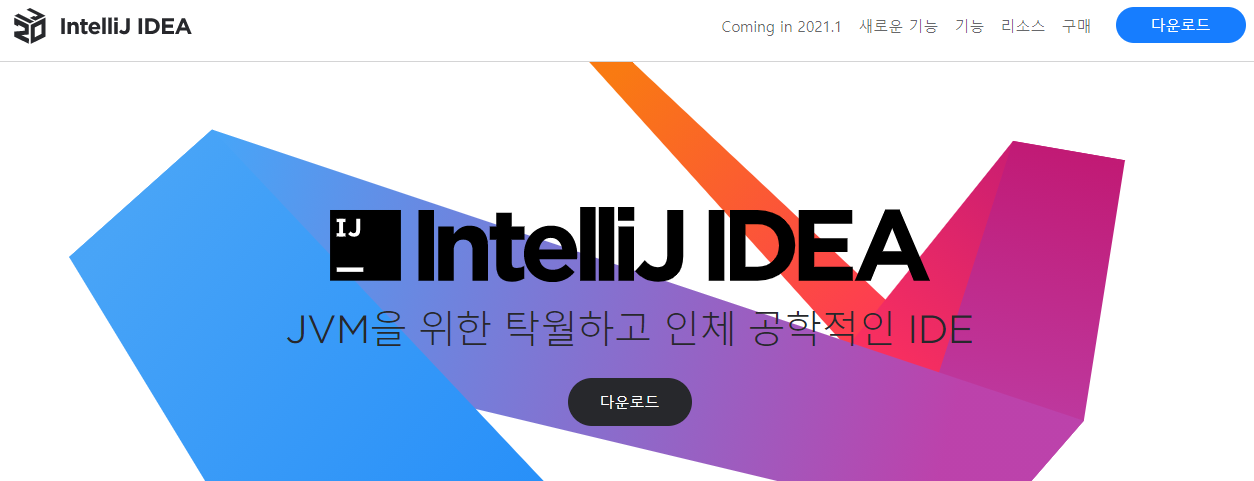 IntelliJ IDEA
Coming in 2021.1 새로운 기능 기능 리소스 구매 다운로드
IJ
IntelliJ IDEA
JVM을 위한 탁월하고 인체 공학적인 IDE
다운로드